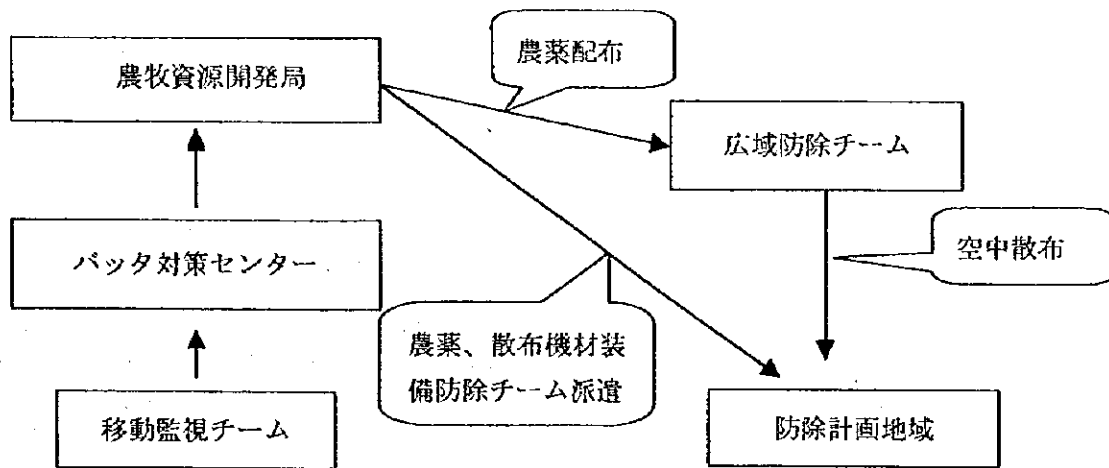 農薬配布
農牧資源開発局
広域防除チーム
空中散布
バッタ対策センター
農薬、散布機材装
備防除チーム派遣
移動監視チーム
防除計画地域